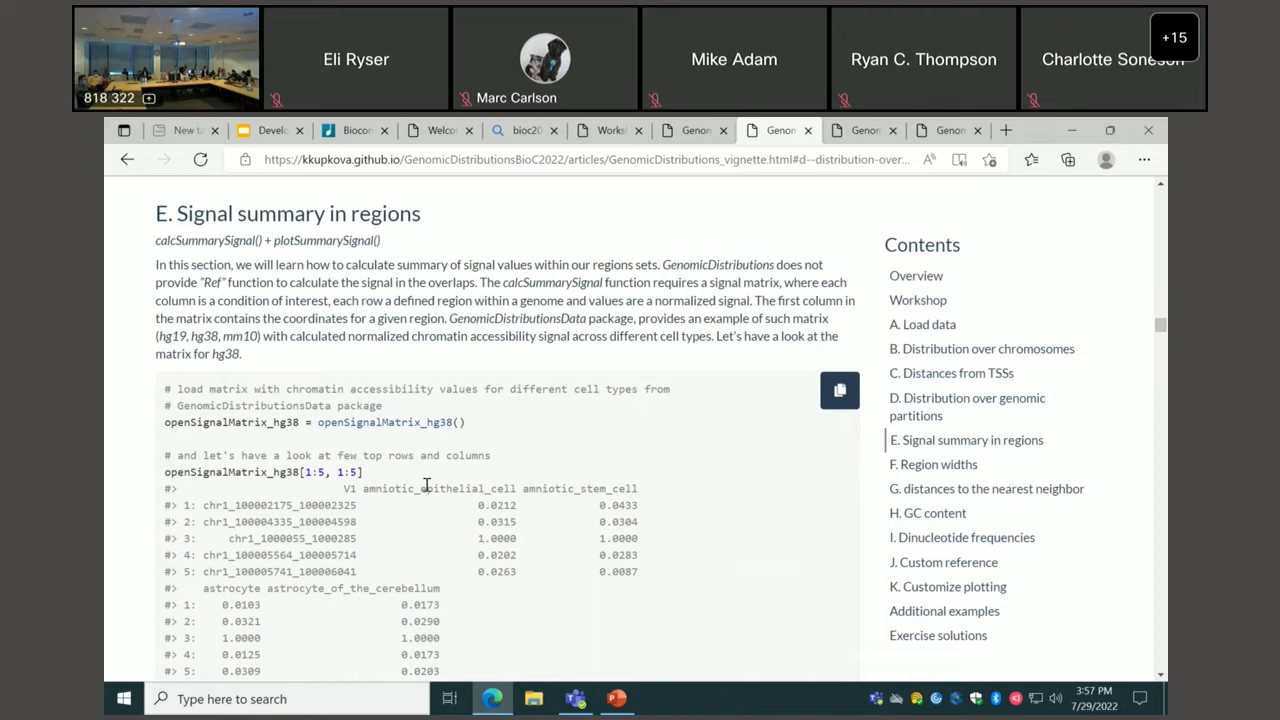 818 322
Eli Ryser
Marc Carlson
Mike Adam
Ryan C. Thompson
Charlotte Soneson
+15
New ta
Develo
Biocon
Welco
bioc20
Worksh
Genon
Genon
Genon
Genon
https://kkupkova.github.io/GenomicDistributionsBioC2022/articles/GenomicDistributions_vignette.html#d--distribution-over...
E. Signal summary in regions
calcSummarySignal() + plotSummarySignal()
In this section, we will learn how to calculate summary of signal values within our regions sets. GenomicDistributions does not
provide "Ref" function to calculate the signal in the overlaps. The calcSummarySignal function requires a signal matrix, where each
column is a condition of interest, each row a defined region within a genome and values are a normalized signal. The first column in
the matrix contains the coordinates for a given region. GenomicDistributionsData package, provides an example of such matrix
(hg19, hg38, mm10) with calculated normalized chromatin accessibility signal across different cell types. Let's have a look at the
matrix for hg38.
# load matrix with chromatin accessibility values for different cell types from
# GenomicDistributionsData package
openSignalMatrix_hg38 = openSignalMatrix_hg38()
# and let's have a look at few top rows and columns
openSignalMatrix_hg38[1:5, 1:5]
#> V1 amniotic_epithelial_cell amniotic_stem_cell
#> 1: chr1_100002175_100002325 0.0212 0.0433
#> 2: chr1_100004335_100004598 0.0315 0.0304
#> 3: chr1_1000055_1000285 1.0000 1.0000
#> 4: chr1_100005564_100005714 0.0202 0.0283
#> 5: chr1_100005741_100006041 0.0263 0.0087
#> astrocyte astrocyte_of_the_cerebellum
#> 1: 0.0103 0.0173
#> 2: 0.0321 0.0290
#> 3: 1.0000 1.0000
#> 4: 0.0125 0.0173
#> 5: 0.0309 0.0203
Contents
Overview
Workshop
A. Load data
B. Distribution over chromosomes
C. Distances from TSSs
D. Distribution over genomic
partitions
E. Signal summary in regions
F. Region widths
G. distances to the nearest neighbor
H. GC content
I. Dinucleotide frequencies
J. Custom reference
K. Customize plotting
Additional examples
Exercise solutions
Type here to search
3:57 PM
7/29/2022